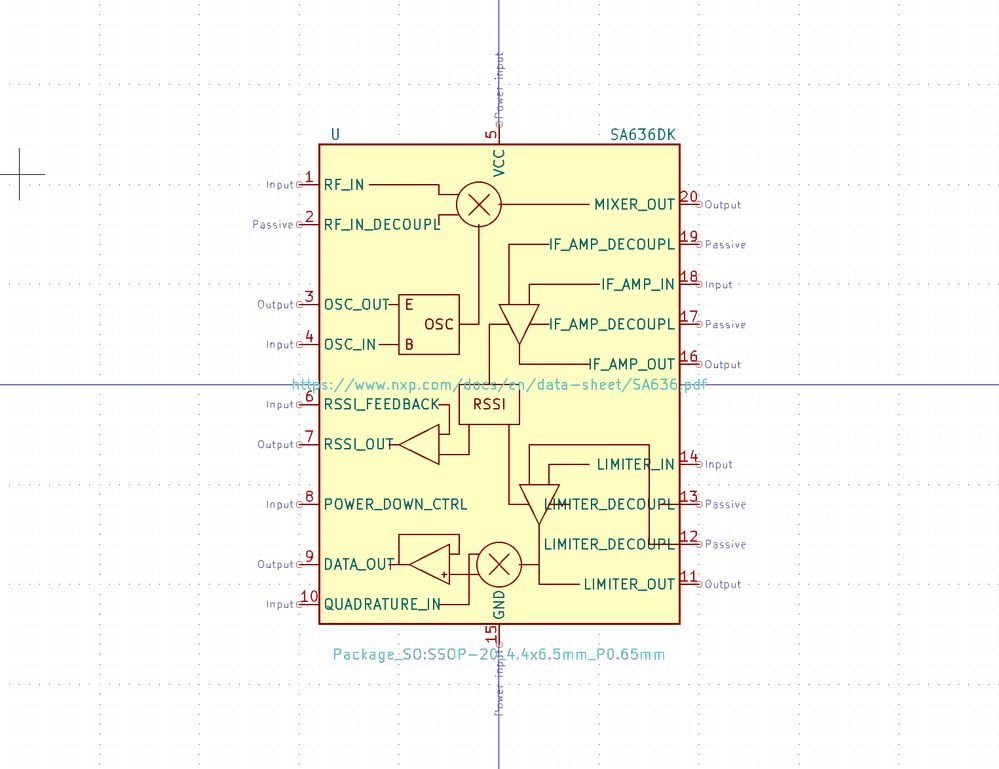 Power input
5
U
SA636DK
VCC
Input 1 RF_IN
20 Output
MIXER_OUT
Passive 2 RF_IN_DECOUPL
IF_AMP_DECOUPL 19 Passive
IF_AMP_IN 18 Input
Output 3 OSC_OUT
E
OSC
B
IF_AMP_DECOUPL 17 Passive
Input 4 OSC_IN
IF_AMP_OUT 16 Output
https://www.nxp.com/docs/en/data-sheet/SA636.pdf
Input 6 RSSI_FEEDBACK
RSSI
Output 7 RSSI_OUT
LIMITER_IN 14 Input
Input 8 POWER_DOWN_CTRL
LIMITER_DECOUPL 13 Passive
LIMITER_DECOUPL 12 Passive
Output 9 DATA_OUT
+
LIMITER_OUT 11 Output
Input 10 QUADRATURE_IN
GND
15
Package_SO:SSOP-20_4.4x6.5mm_P0.65mm
Power input